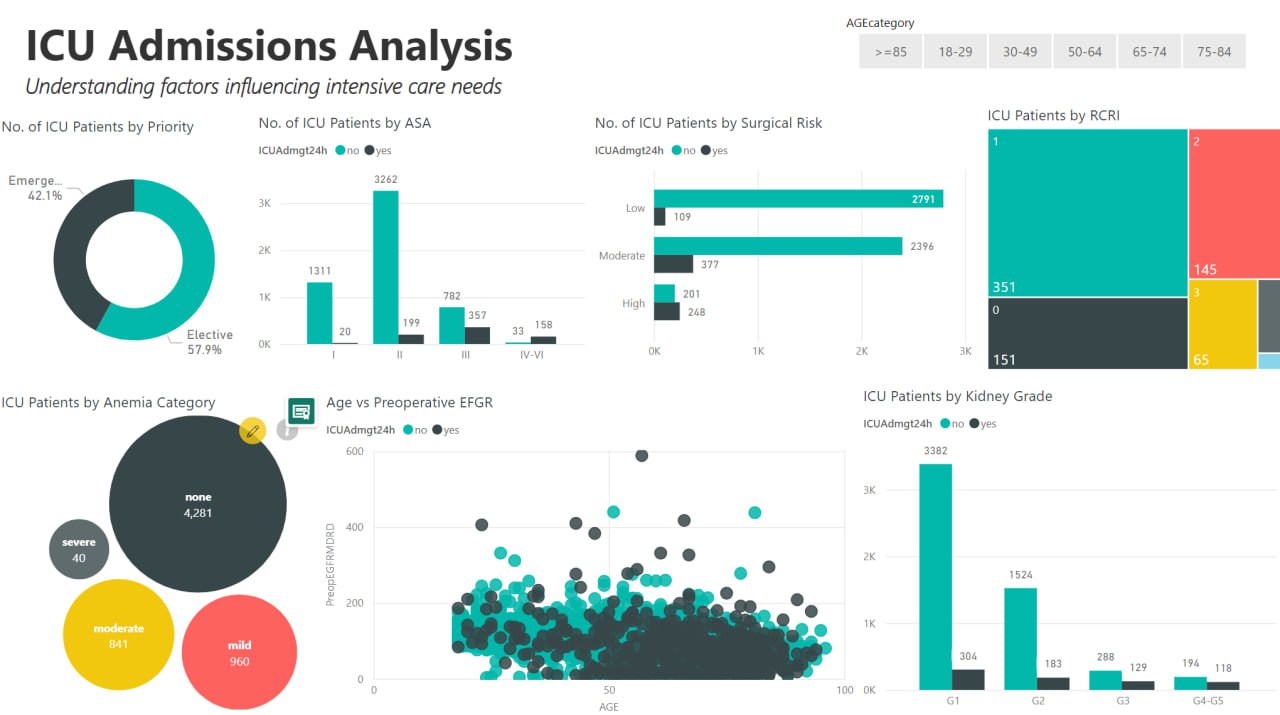 ICU Admissions Analysis
Understanding factors influencing intensive care needs
AGEcategory
>=85 18-29 30-49 50-64 65-74 75-84
No. of ICU Patients by Priority
Emerge...
42.1%
Elective
57.9%
No. of ICU Patients by ASA
ICUAdmgt24h no yes
3K
2K
1K
0K
1311
20
3262
199
782
357
33
158
I II III IV-VI
No. of ICU Patients by Surgical Risk
ICUAdmgt24h no yes
Low
2791
109
Moderate
2396
377
High
201
248
0K 1K 2K 3K
ICU Patients by RCRI
1
351
0
151
2
145
3
65
ICU Patients by Anemia Category
none
4,281
severe
40
moderate
841
mild
960
Age vs Preoperative EFGR
ICUAdmgt24h no yes
PreopEGFRMDRD
600
400
200
0
0 50 100
AGE
ICU Patients by Kidney Grade
ICUAdmgt24h no yes
3K
2K
1K
0K
3382
304
1524
183
288
129
194
118
G1 G2 G3 G4-G5